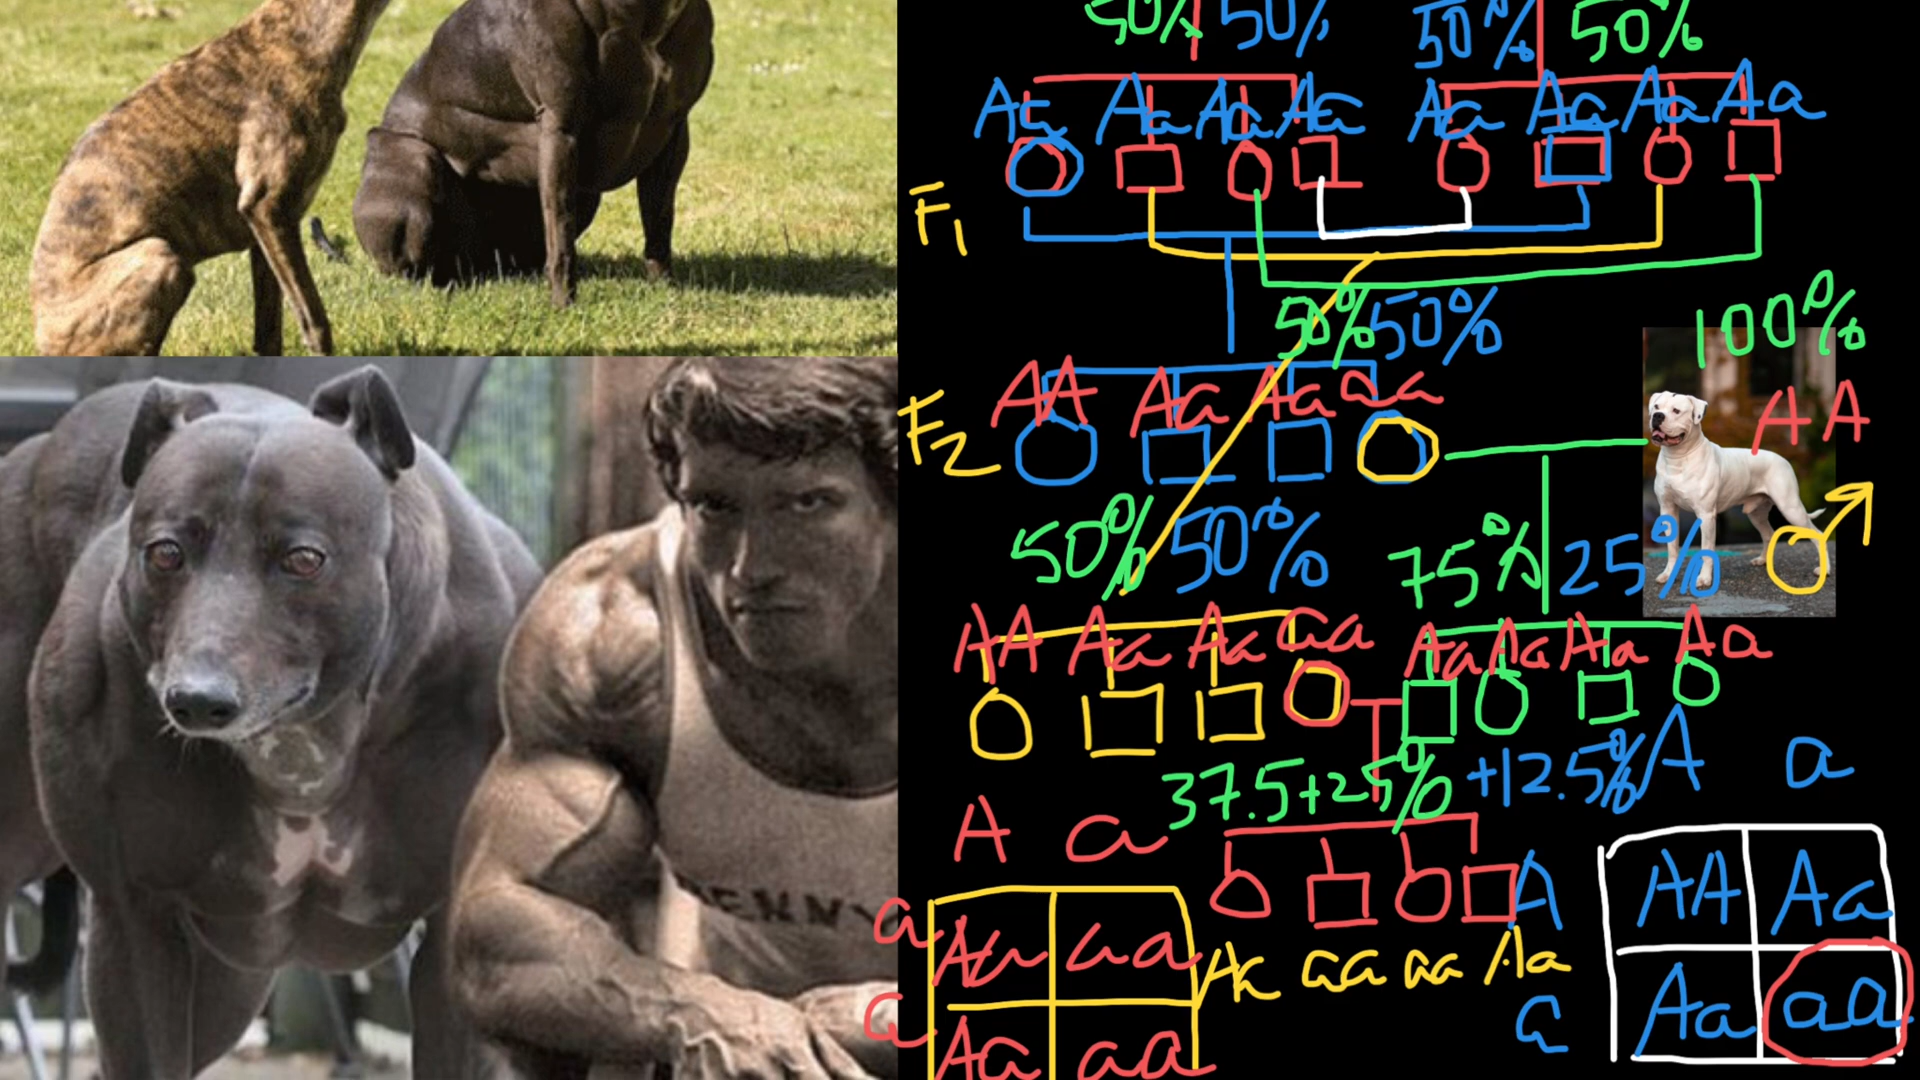 50% 50% 50% 50%
Aa Aa Aa Aa Aa Aa Aa Aa
F1
50% 50% 100%
AA Aa Aa aa AA
F2
50% 50% 75% 25%
AA Aa Aa aa Aa Aa Aa Aa
37.5+25% +12.5%
A a
A a
a Aa aa
a Aa aa
Aa aa aa Aa
A AA Aa
a Aa aa